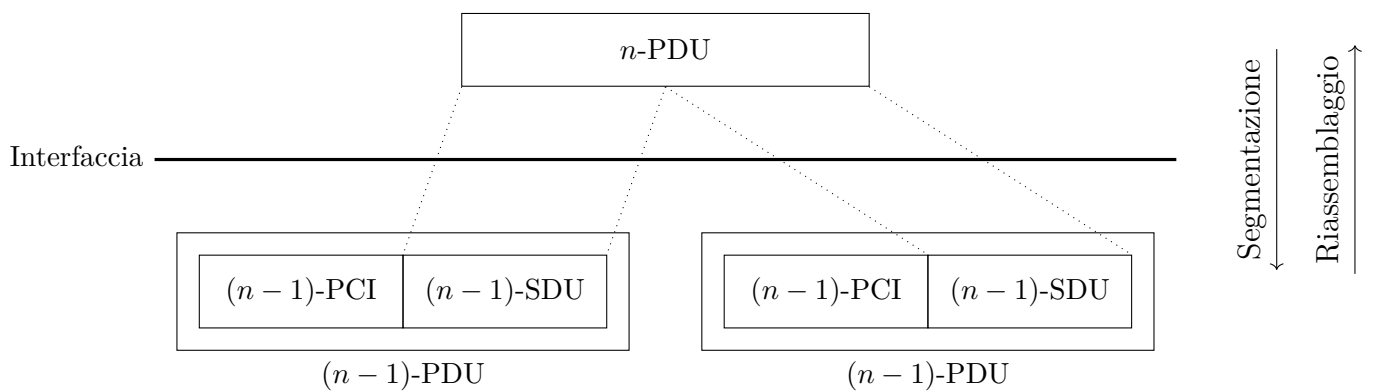 n-PDU
Interfaccia
Segmentazione
Riassemblaggio
(n − 1)-PCI
(n − 1)-SDU
(n − 1)-PCI
(n − 1)-SDU
(n − 1)-PDU
(n − 1)-PDU